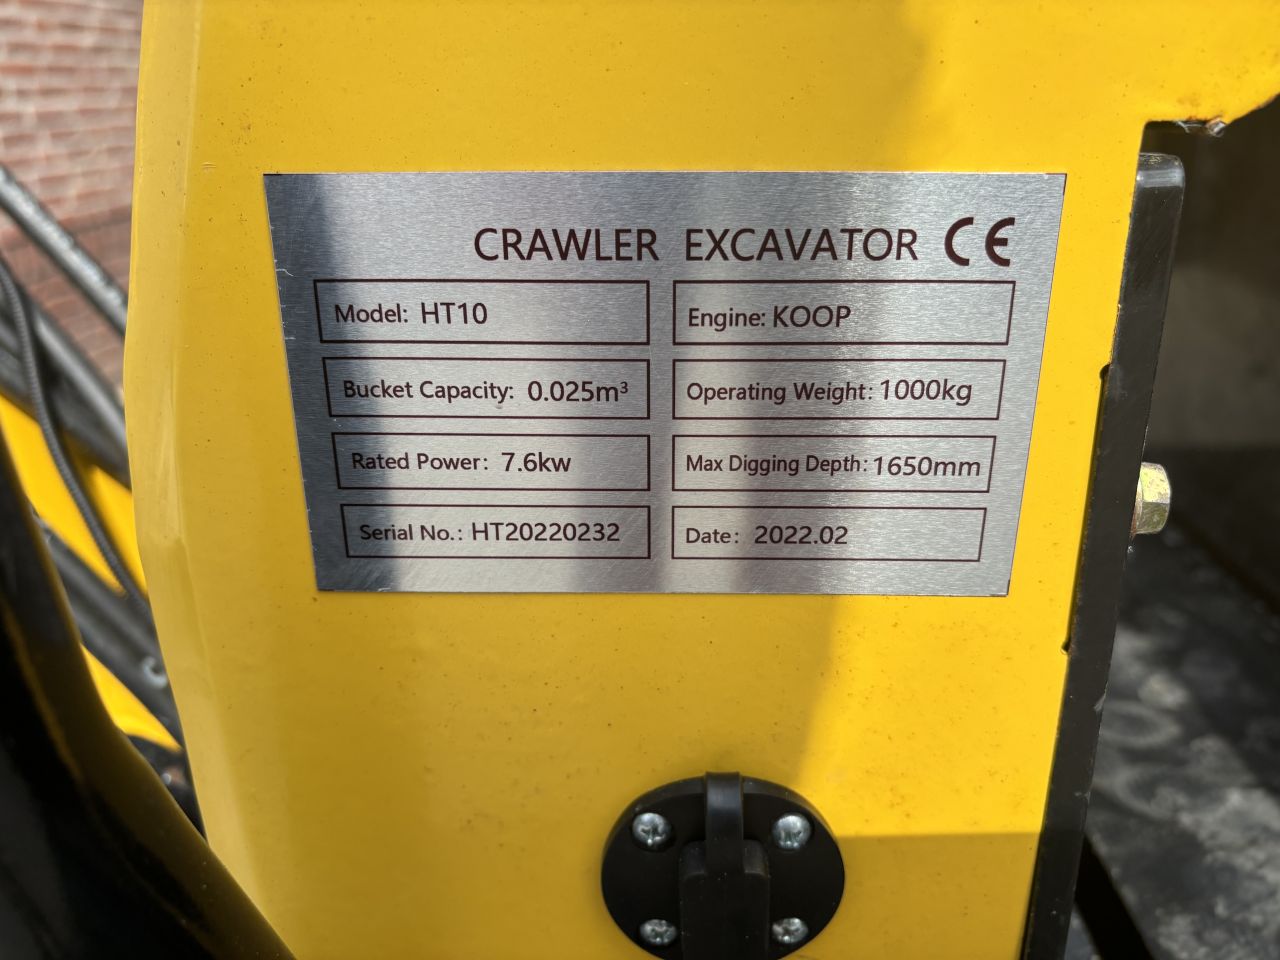 CRAWLER EXCAVATOR CE
Model: HT10
Engine: KOOP
Bucket Capacity: 0.025m³
Operating Weight: 1000kg
Rated Power: 7.6kw
Max Digging Depth: 1650mm
Serial No.: HT20220232
Date: 2022.02